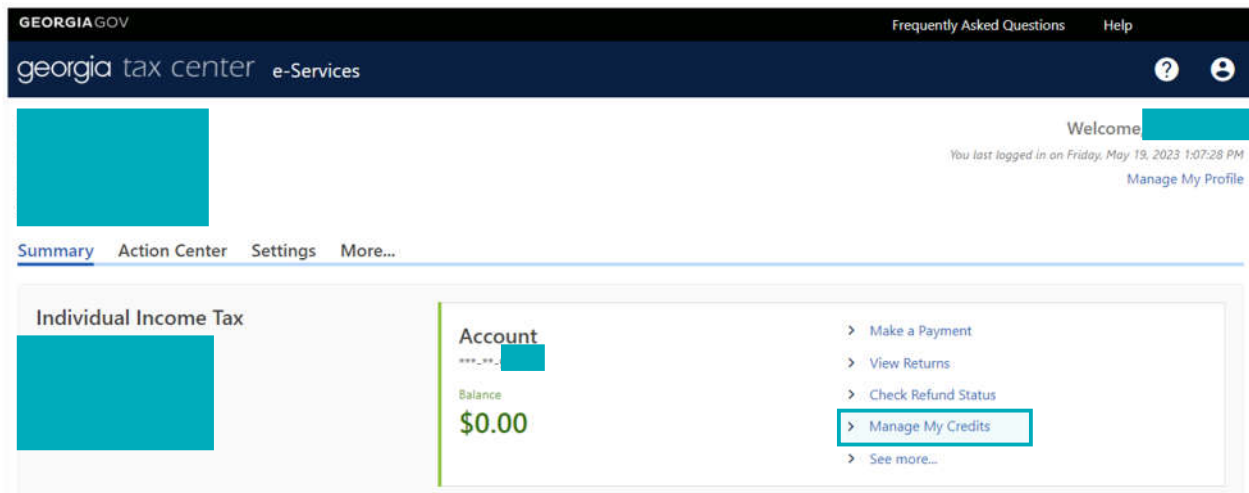 GEORGIAGOV
Frequently Asked Questions Help
georgia tax center e-Services
Welcome,
You last logged in on Friday, May 19, 2023 1:07:28 PM
Manage My Profile
Summary Action Center Settings More...
Individual Income Tax
Account
***-**-
Balance
$0.00
Make a Payment
View Returns
Check Refund Status
Manage My Credits
See more...